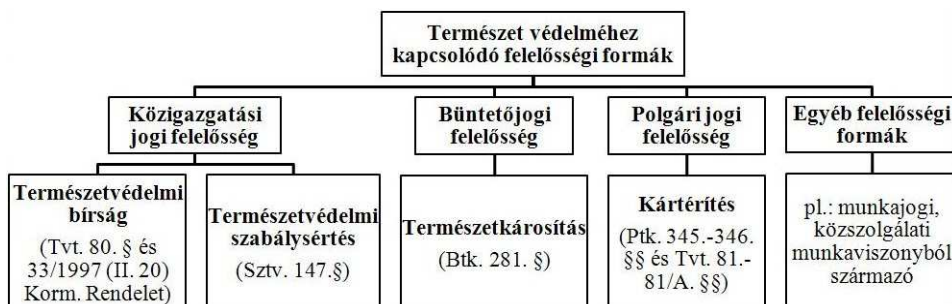 Természet védelméhez
kapcsolódó felelősségi formák
Közigazgatási
jogi felelősség
Büntetőjogi
felelősség
Polgári jogi
felelősség
Egyéb felelősségi
formák
Természetvédelmi
bírság
(Tvt. 80. § és
33/1997 (II. 20)
Korm. Rendelet)
Természetvédelmi
szabálysértés
(Sztv. 147.§)
Természetkárosítás
(Btk. 281. §)
Kártérítés
(Ptk. 345.-346.
§§ és Tvt. 81.-
81/A. §§)
pl.: munkajogi,
közszolgálati
munkaviszonyból
származó